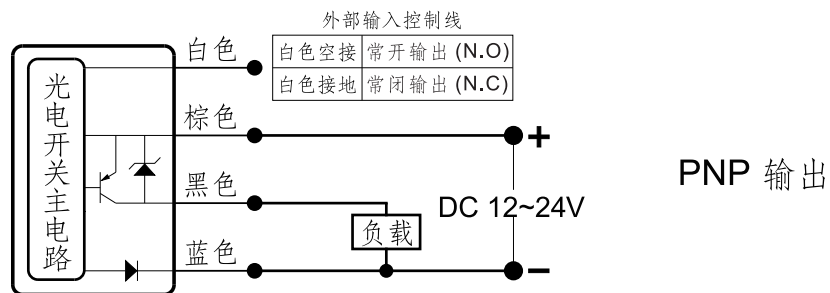 外部输入控制线
白色
白色空接 常开输出 (N.O)
白色接地 常闭输出 (N.C)
光电开关主电路
棕色
+
PNP 输出
黑色
DC 12~24V
负载
蓝色
−